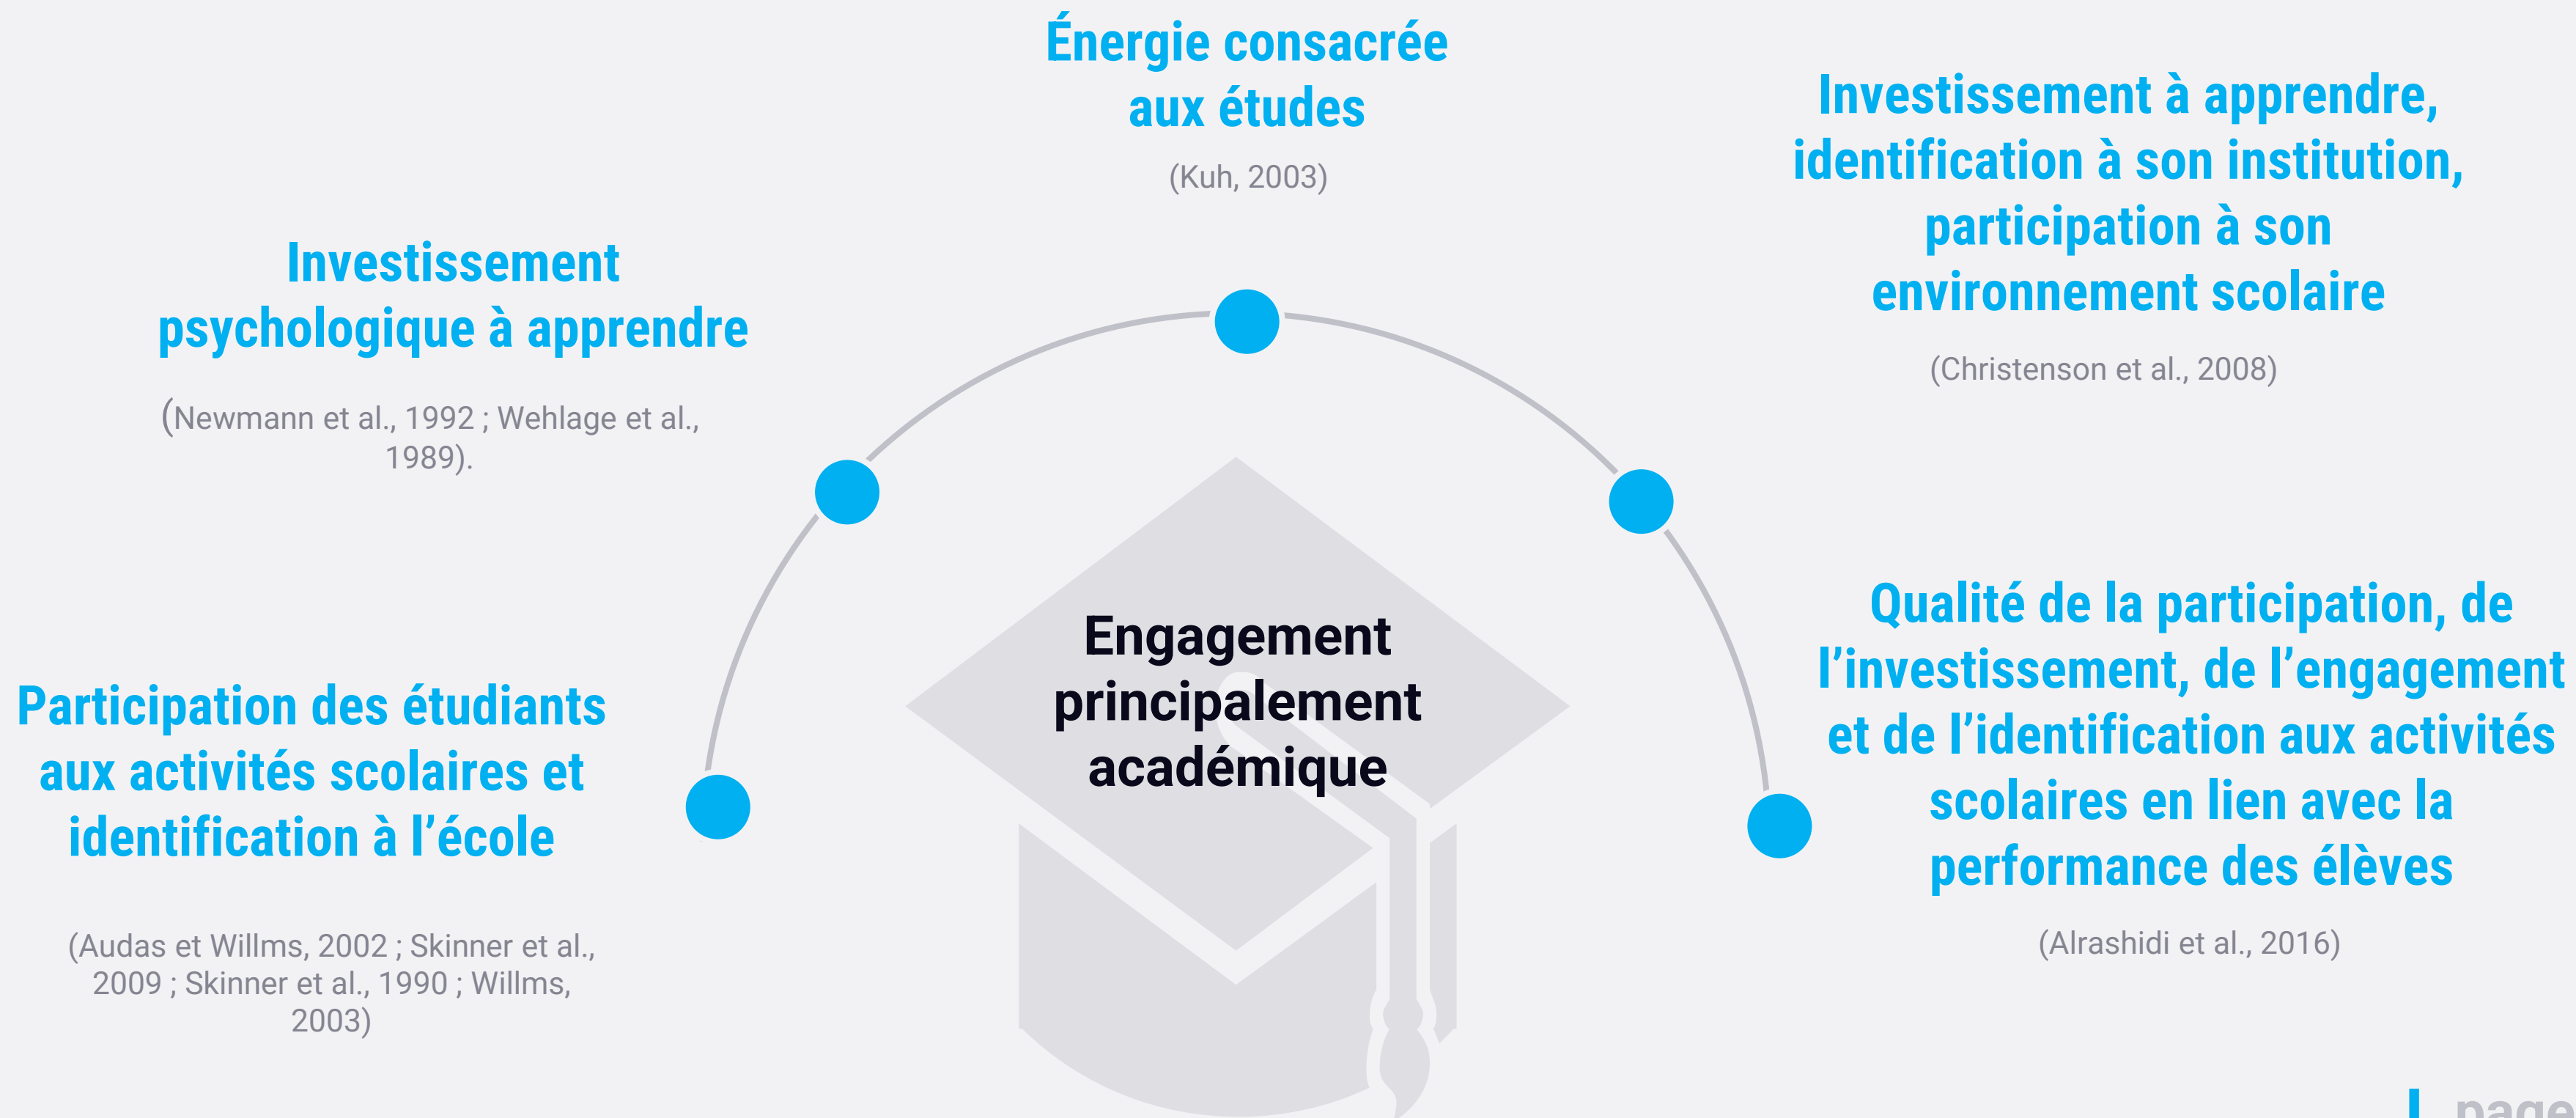 Énergie consacrée
aux études
(Kuh, 2003)
Investissement à apprendre,
identification à son institution,
participation à son
environnement scolaire
(Christenson et al., 2008)
Investissement
psychologique à apprendre
(Newmann et al., 1992 ; Wehlage et al.,
1989).
Engagement
principalement
académique
Participation des étudiants
aux activités scolaires et
identification à l’école
(Audas et Willms, 2002 ; Skinner et al.,
2009 ; Skinner et al., 1990 ; Willms,
2003)
Qualité de la participation, de
l’investissement, de l’engagement
et de l’identification aux activités
scolaires en lien avec la
performance des élèves
(Alrashidi et al., 2016)
page